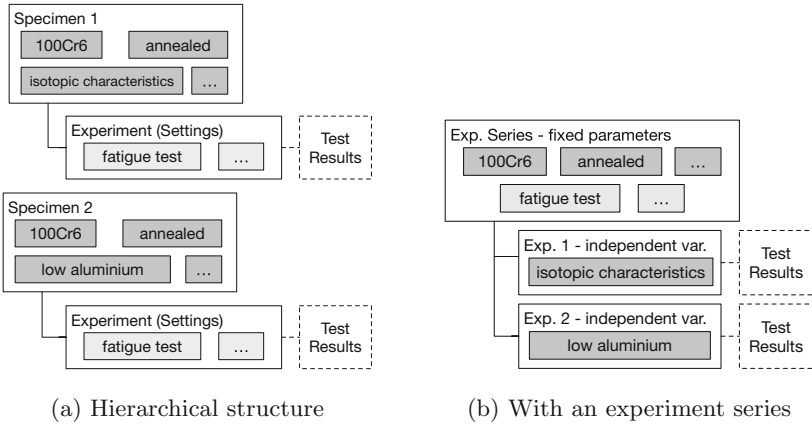 Specimen 1
100Cr6 annealed
isotopic characteristics ...
Experiment (Settings)
fatigue test ...
Test
Results
Specimen 2
100Cr6 annealed
low aluminium ...
Experiment (Settings)
fatigue test ...
Test
Results
(a) Hierarchical structure
Exp. Series - fixed parameters
100Cr6 annealed ...
fatigue test ...
Exp. 1 - independent var.
isotopic characteristics
Test
Results
Exp. 2 - independent var.
low aluminium
Test
Results
(b) With an experiment series